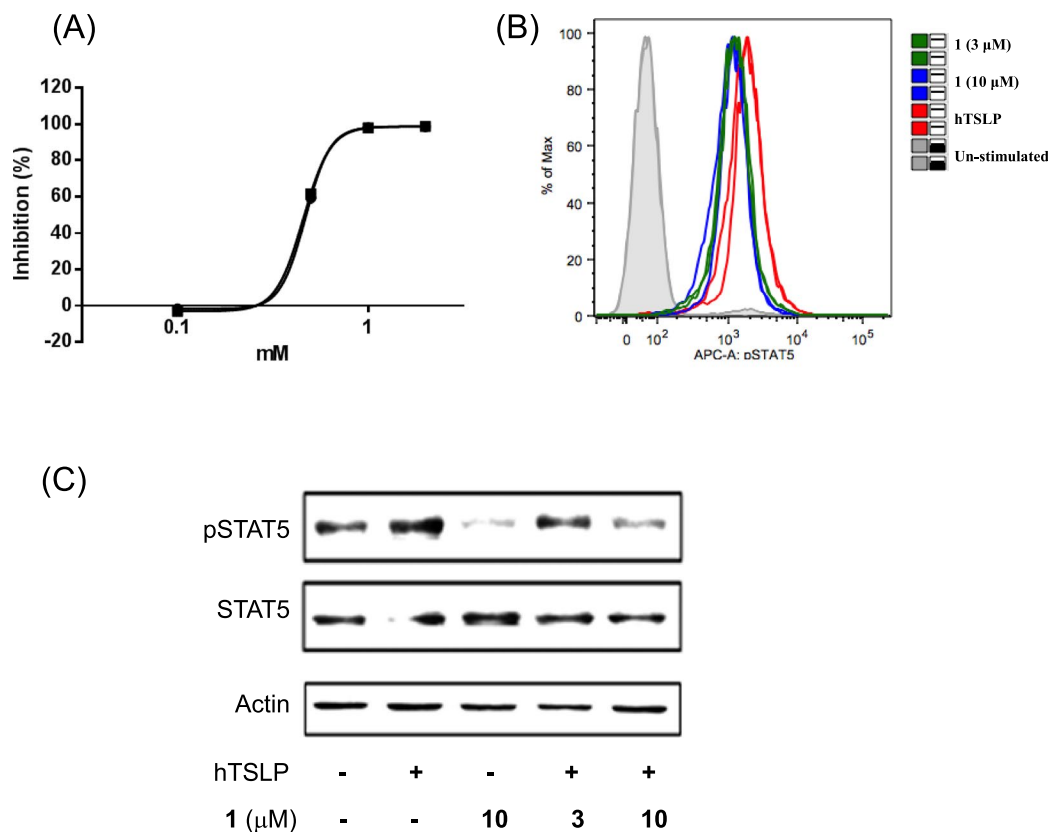 (A)
120
100
80
60
40
20
0
-20
Inhibition (%)
0.1
1
mM
(B)
100
80
60
40
20
0
% of Max
0 10² 10³ 10⁴ 10⁵
APC-A: pSTAT5
1 (3 μM)
1 (10 μM)
hTSLP
Un-stimulated
(C)
pSTAT5
STAT5
Actin
hTSLP - + - + +
1 (μM) - - 10 3 10